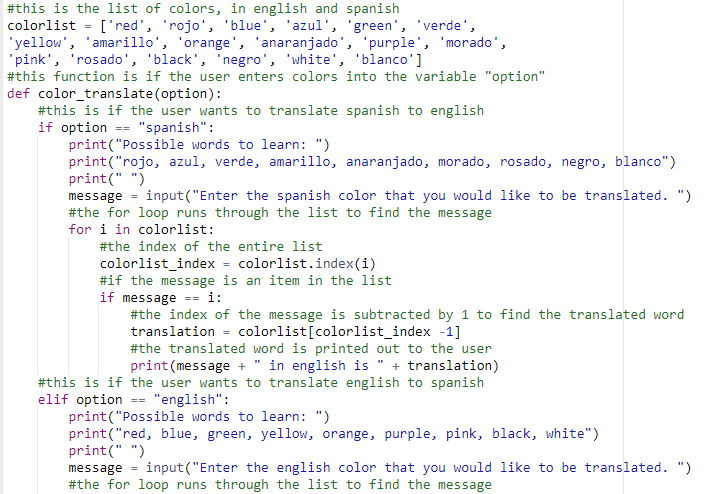 #this is the list of colors, in english and spanish
colorlist = ['red', 'rojo', 'blue', 'azul', 'green', 'verde',
'yellow', 'amarillo', 'orange', 'anaranjado', 'purple', 'morado',
'pink', 'rosado', 'black', 'negro', 'white', 'blanco']
#this function is if the user enters colors into the variable "option"
def color_translate(option):
    #this is if the user wants to translate spanish to english
    if option == "spanish":
        print("Possible words to learn: ")
        print("rojo, azul, verde, amarillo, anaranjado, morado, rosado, negro, blanco")
        print(" ")
        message = input("Enter the spanish color that you would like to be translated. ")
        #the for loop runs through the list to find the message
        for i in colorlist:
            #the index of the entire list
            colorlist_index = colorlist.index(i)
            #if the message is an item in the list
            if message == i:
                #the index of the message is subtracted by 1 to find the translated word
                translation = colorlist[colorlist_index -1]
                #the translated word is printed out to the user
                print(message + " in english is " + translation)
    #this is if the user wants to translate english to spanish
    elif option == "english":
        print("Possible words to learn: ")
        print("red, blue, green, yellow, orange, purple, pink, black, white")
        print(" ")
        message = input("Enter the english color that you would like to be translated. ")
        #the for loop runs through the list to find the message